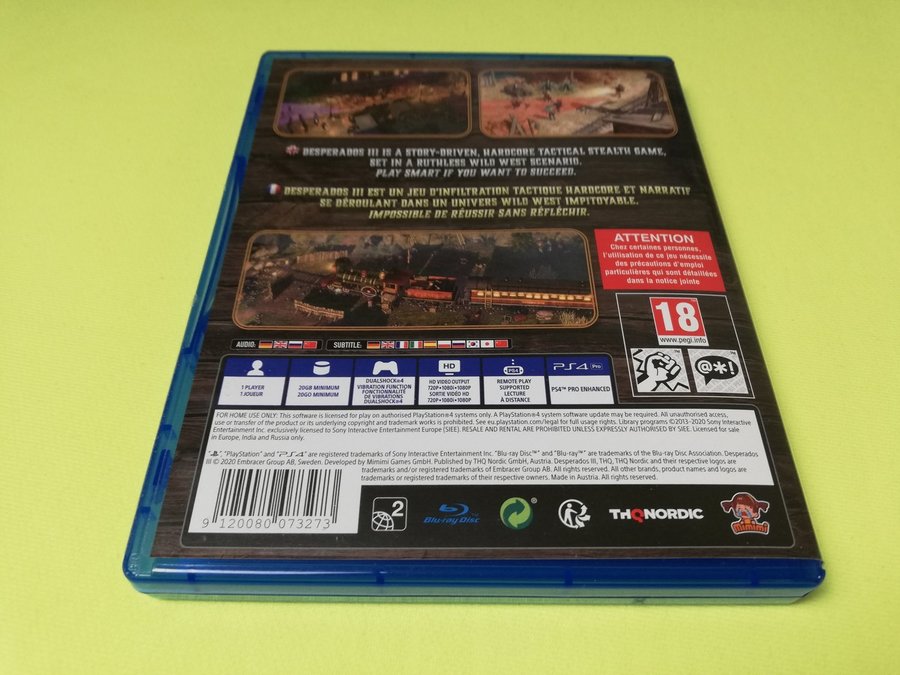 DESPERADOS III IS A STORY-DRIVEN, HARDCORE TACTICAL STEALTH GAME,
SET IN A RUTHLESS WILD WEST SCENARIO.
PLAY SMART IF YOU WANT TO SUCCEED.
DESPERADOS III EST UN JEU D'INFILTRATION TACTIQUE HARDCORE ET NARRATIF
SE DÉROULANT DANS UN UNIVERS WILD WEST IMPITOYABLE.
IMPOSSIBLE DE RÉUSSIR SANS RÉFLÉCHIR.
ATTENTION
Chez certaines personnes,
l'utilisation de ce jeu nécessite
des précautions d'emploi
particulières qui sont détaillées
dans la notice jointe
18
www.pegi.info
@*!
AUDIO:
SUBTITLE:
1 PLAYER
1 JOUEUR
20GB MINIMUM
20GO MINIMUM
DUALSHOCK®4
VIBRATION FUNCTION
FONCTIONNALITÉ
DE VIBRATIONS
DUALSHOCK®4
HD
HD VIDEO OUTPUT
720p•1080i•1080p
SORTIE VIDÉO HD
720p•1080i•1080p
PS4
REMOTE PLAY
SUPPORTED
LECTURE
À DISTANCE
PS4 Pro
PS4™ PRO ENHANCED
FOR HOME USE ONLY: This software is licensed for play on authorised PlayStation®4 systems only. A PlayStation®4 system software update may be required. All unauthorised access,
use or transfer of the product or its underlying copyright and trademark works is prohibited. See eu.playstation.com/legal for full usage rights. Library programs ©2013-2020 Sony Interactive
Entertainment Inc. exclusively licensed to Sony Interactive Entertainment Europe (SIEE). RESALE AND RENTAL ARE PROHIBITED UNLESS EXPRESSLY AUTHORISED BY SIEE. Licensed for sale
in Europe, India and Russia only.
", "PlayStation" and "PS4" are registered trademarks of Sony Interactive Entertainment Inc. "Blu-ray Disc™" and "Blu-ray™" are trademarks of the Blu-ray Disc Association. Desperados
III © 2020 Embracer Group AB, Sweden. Developed by Mimimi Games GmbH. Published by THQ Nordic GmbH, Austria. Desperados III, THQ, THQ Nordic and their respective logos are
trademarks and/or registered trademarks of Embracer Group AB. All rights reserved. All other brands, product names and logos are
trademarks or registered trademarks of their respective owners. Made in Austria. All rights reserved.
9 120080 073273
2
Blu-ray Disc
THQ NORDIC
MiMiMi